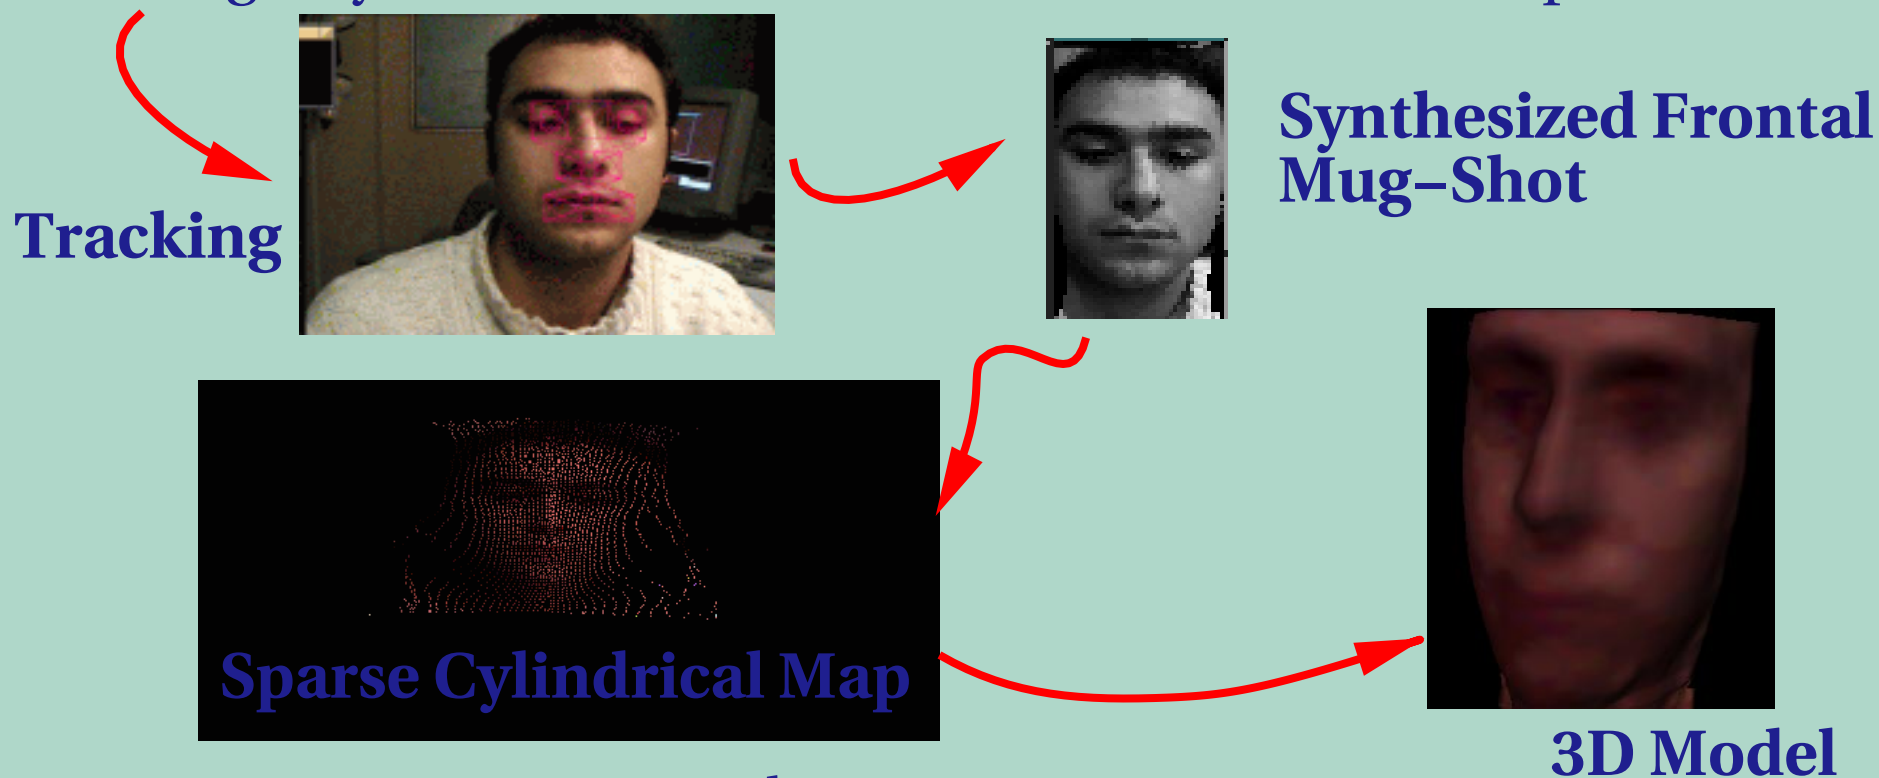 Synthesized Frontal
Mug–Shot
Tracking
Sparse Cylindrical Map
3D Model